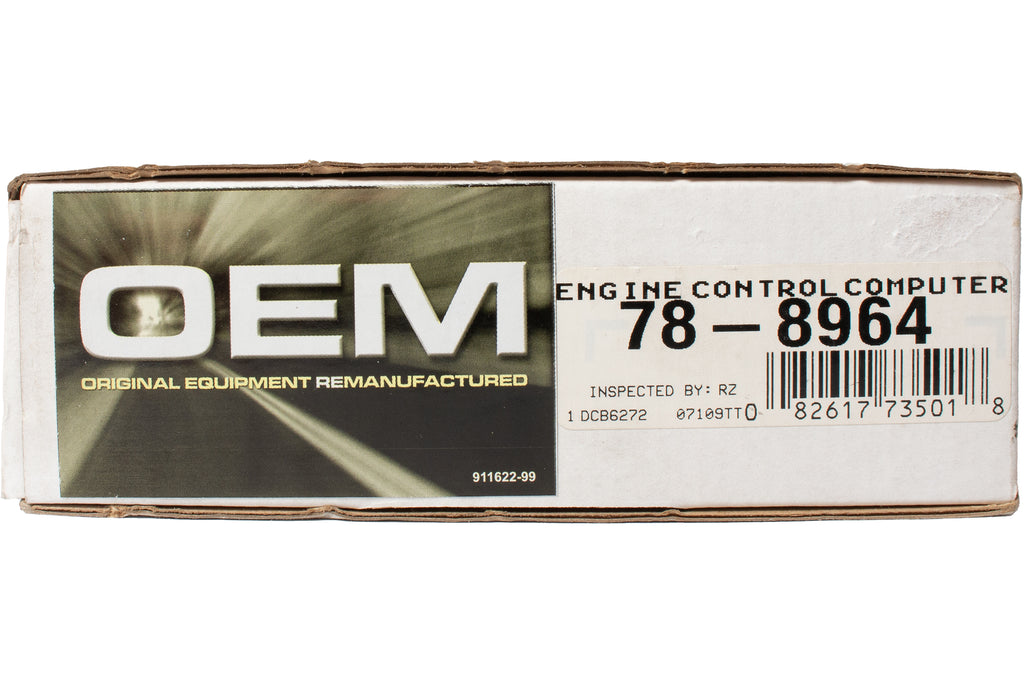 OEM
ORIGINAL EQUIPMENT REMANUFACTURED
911622-99
ENGINE CONTROL COMPUTER
78-8964
INSPECTED BY: RZ
1 DCB6272 07109TT
0 82617 73501 8